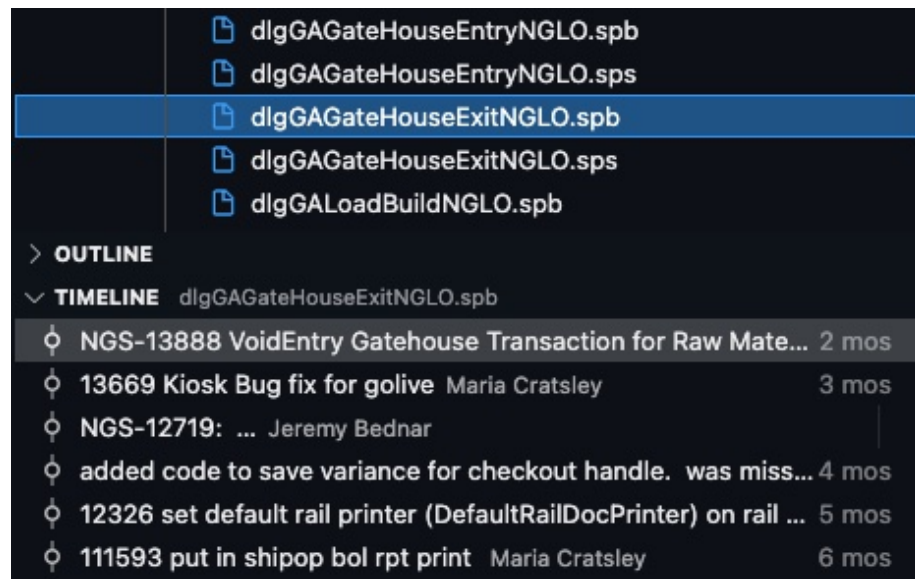 dlgGAGateHouseEntryNGLO.spb
dlgGAGateHouseEntryNGLO.sps
dlgGAGateHouseExitNGLO.spb
dlgGAGateHouseExitNGLO.sps
dlgGALoadBuildNGLO.spb
OUTLINE
TIMELINE dlgGAGateHouseExitNGLO.spb
NGS-13888 VoidEntry Gatehouse Transaction for Raw Mate... 2 mos
13669 Kiosk Bug fix for golive Maria Cratsley 3 mos
NGS-12719: ... Jeremy Bednar
added code to save variance for checkout handle. was miss... 4 mos
12326 set default rail printer (DefaultRailDocPrinter) on rail ... 5 mos
111593 put in shipop bol rpt print Maria Cratsley 6 mos